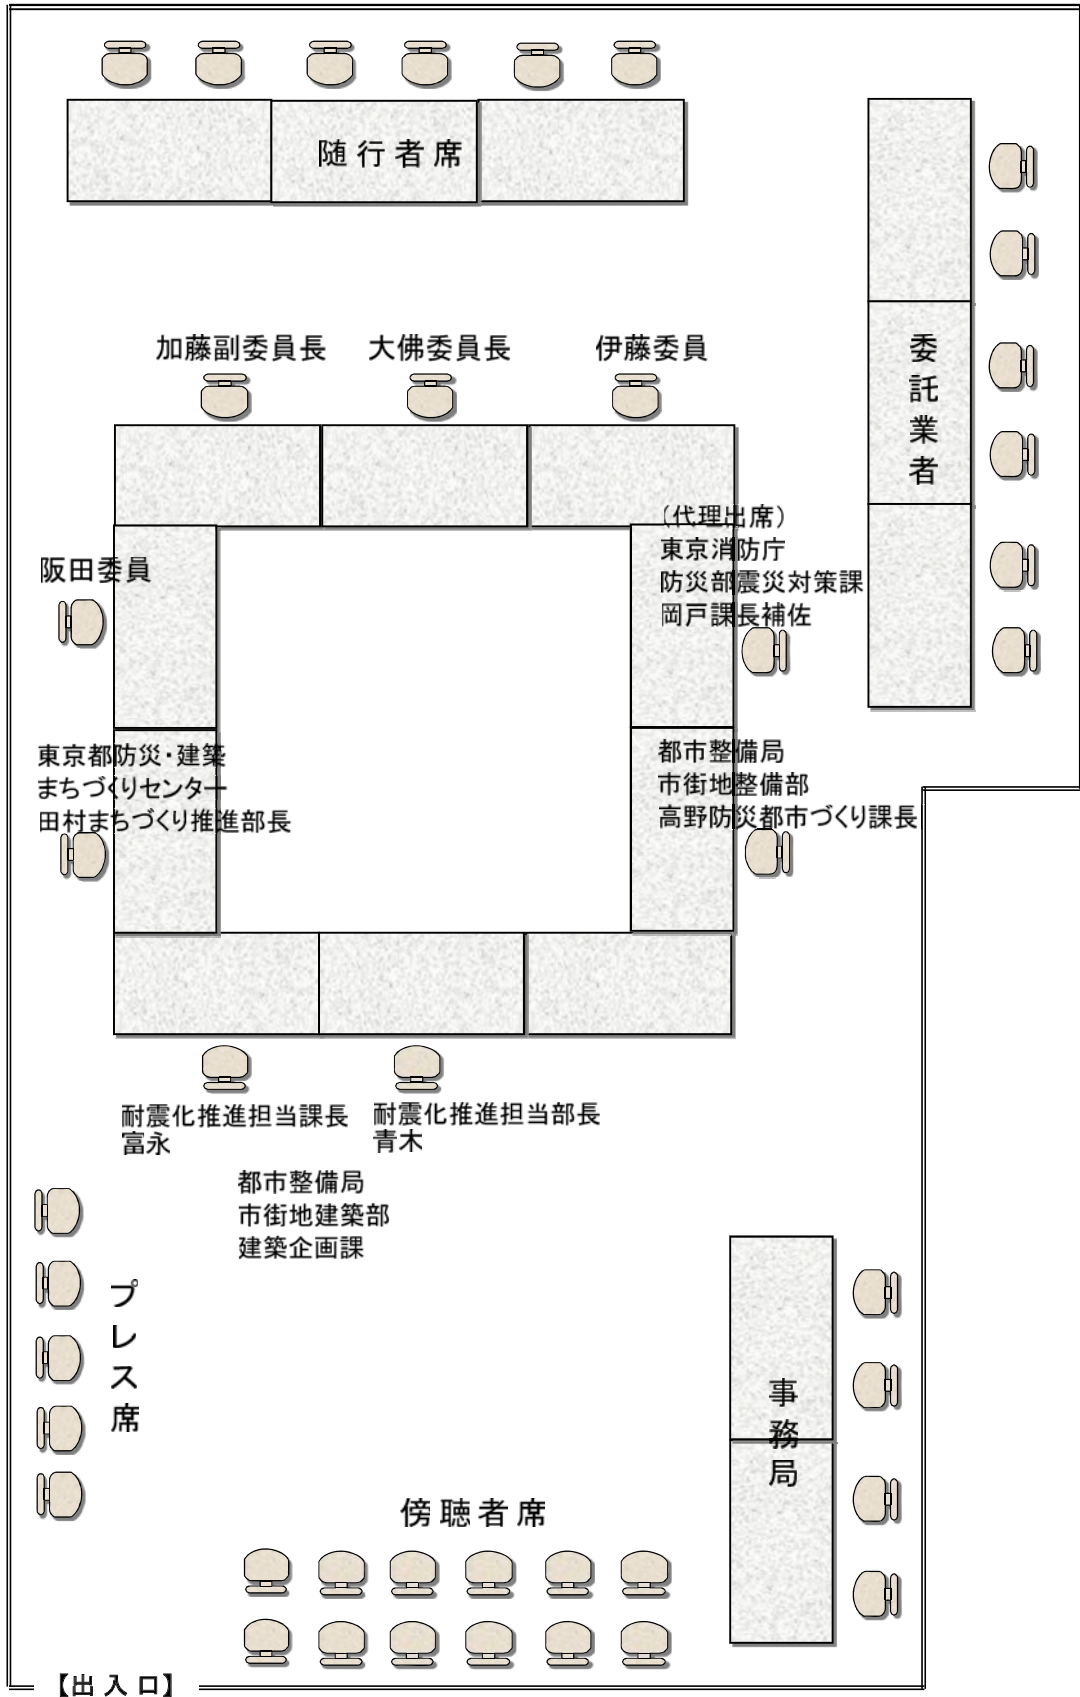 随行者席
委託業者
加藤副委員長
大佛委員長
伊藤委員
(代理出席)
東京消防庁
防災部震災対策課
岡戸課長補佐
阪田委員
東京都防災・建築
まちづくりセンター
田村まちづくり推進部長
都市整備局
市街地整備部
高野防災都市づくり課長
耐震化推進担当課長
富永
耐震化推進担当部長
青木
都市整備局
市街地建築部
建築企画課
プレス席
事務局
傍聴者席
【出入口】